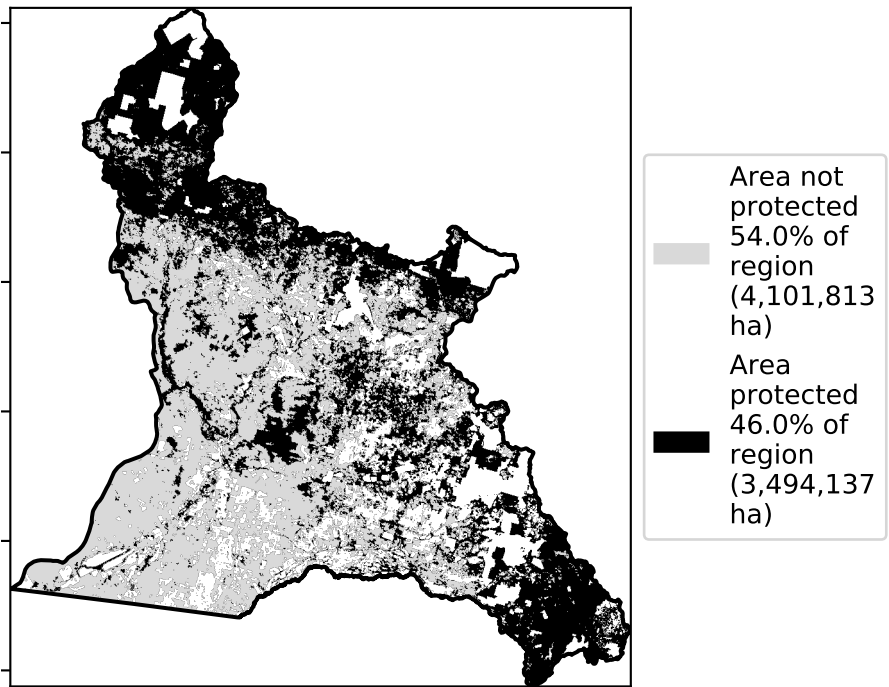 Area not
protected
54.0% of
region
(4,101,813
ha)
Area
protected
46.0% of
region
(3,494,137
ha)